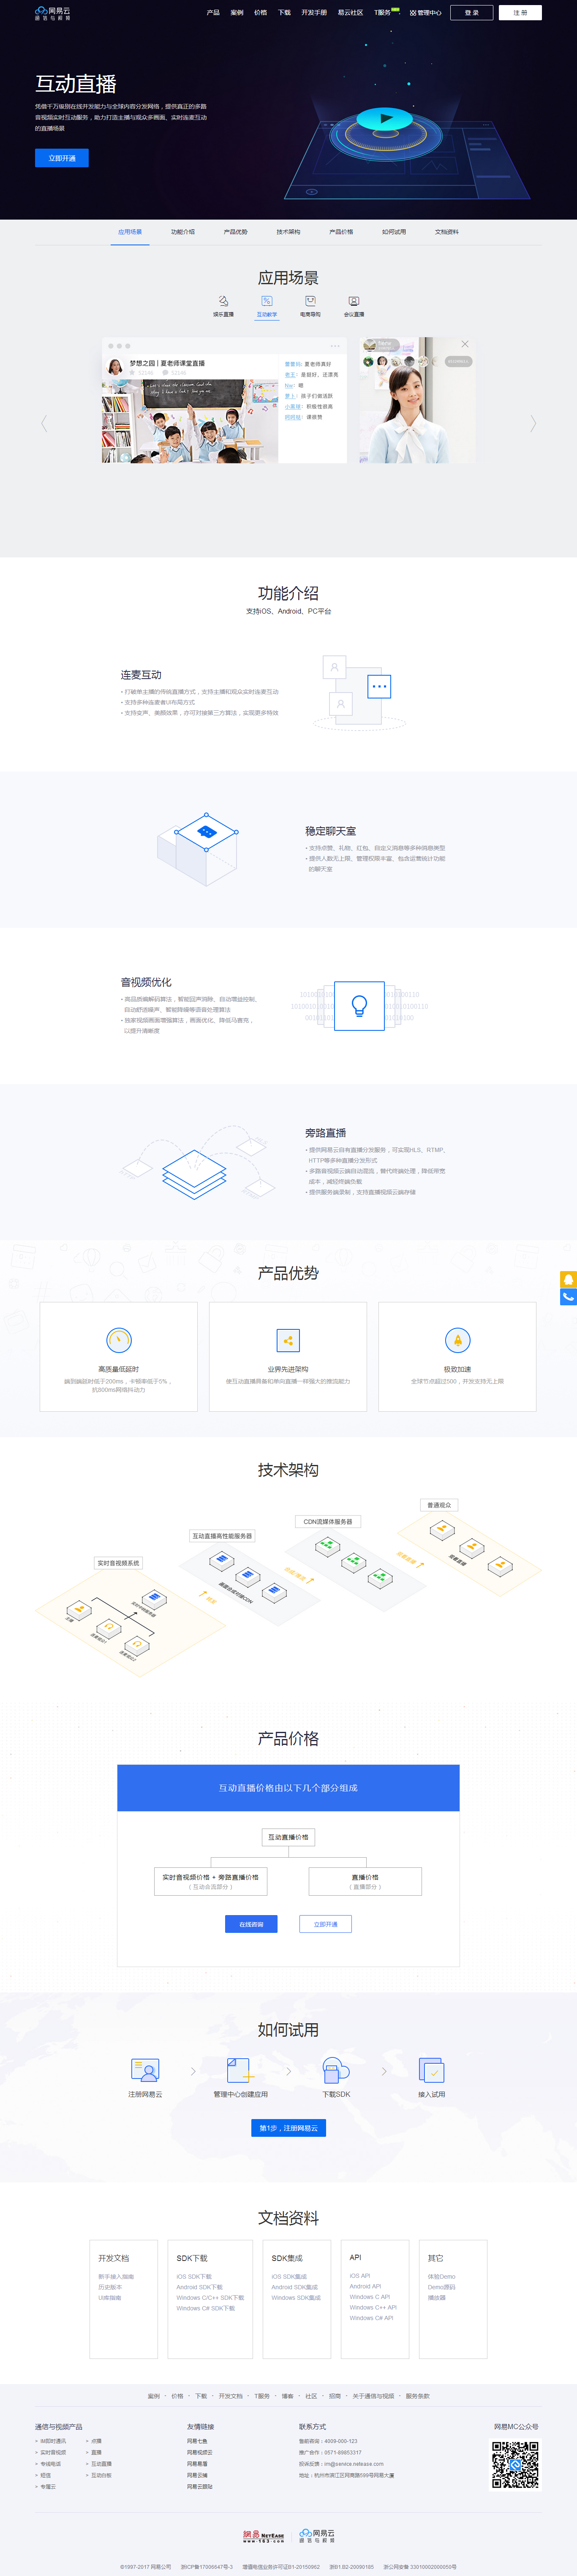 网易云
通信与视频
产品 案例 价格 下载 开发手册 易云社区 T服务 管理中心 登 录 注 册
互动直播
凭借千万级别在线并发能力与全球内容分发网络，提供真正的多路
音视频实时互动服务，能力打造主播与观众多画面、实时连麦互动
的直播场景
立即开通
应用场景 功能介绍 产品优势 技术架构 产品价格 如何试用 文档资料
应用场景
娱乐直播 互动教学 电商导购 会议直播
梦想之园 | 夏老师课堂直播
夏老师真好
功能介绍
支持iOS、Android、PC平台
连麦互动
• 打破单主播的传统直播方式，支持主播和观众实时连麦互动
• 支持多种连麦者UI布局方式
• 支持变声、美颜效果，亦可对接第三方算法，实现更多特效
稳定聊天室
• 支持点赞、礼物、红包、自定义消息等多种消息类型
• 提供人数无上限、管理权限丰富、包含运营统计功能
的聊天室
音视频优化
• 高品质编解码算法，智能回声消除、自动增益控制、
自动舒适噪声、智能降噪等语音处理算法
• 独家视频画面增强算法，画面优化、降低马赛克，
以提升清晰度
旁路直播
• 提供网易云自有直播分发服务，可实现HLS、RTMP、
HTTP等多种直播分发形式
• 多路音视频云端自动混流，替代终端处理，降低带宽
成本，减轻终端负载
• 提供服务端录制，支持直播视频云端存储
产品优势
高质量低延时
端到端延时低于200ms，卡顿率低于5%，
抗800ms网络抖动力
业界先进架构
使互动直播具备和单向直播一样强大的推流能力
极致加速
全球节点超过500，并发支持无上限
技术架构
普通观众
CDN流媒体服务器
互动直播高性能服务器
实时音视频系统
产品价格
互动直播价格由以下几个部分组成
互动直播价格
实时音视频价格 + 旁路直播价格
（ 互动会场部分 ）
直播价格
（ 直播部分 ）
在线咨询 立即开通
如何试用
注册网易云 管理中心创建应用 下载SDK 接入试用
第1步，注册网易云
文档资料
开发文档
新手接入指南
历史版本
UI库指南
SDK下载
iOS SDK下载
Android SDK下载
Windows C/C++ SDK下载
Windows C# SDK下载
SDK集成
iOS SDK集成
Android SDK集成
Windows SDK集成
API
iOS API
Android API
Windows C API
Windows C++ API
Windows C# API
其它
体验Demo
Demo源码
播放器
案例 • 价格 • 下载 • 开发文档 • T服务 • 博客 • 社区 • 招商 • 关于通信与视频 • 服务条款
通信与视频产品
> IM即时通讯 > 点播
> 实时音视频 > 直播
> 专线电话 > 互动直播
> 短信 > 互动白板
> 专属云
友情链接
网易七鱼
网易视频云
网易易盾
网易云捕
网易云跟帖
联系方式
售前咨询：4009-000-123
推广合作：0571-89853317
投诉反馈：im@service.netease.com
地址：杭州市滨江区网商路599号网易大厦
网易MC公众号
網易 NETEASE
www.163.com
网易云
通信与视频
©1997-2017 网易公司 浙ICP备17006647号-3 增值电信业务许可证B1-20150962 浙B1.B2-20090185 浙公网安备 33010002000050号